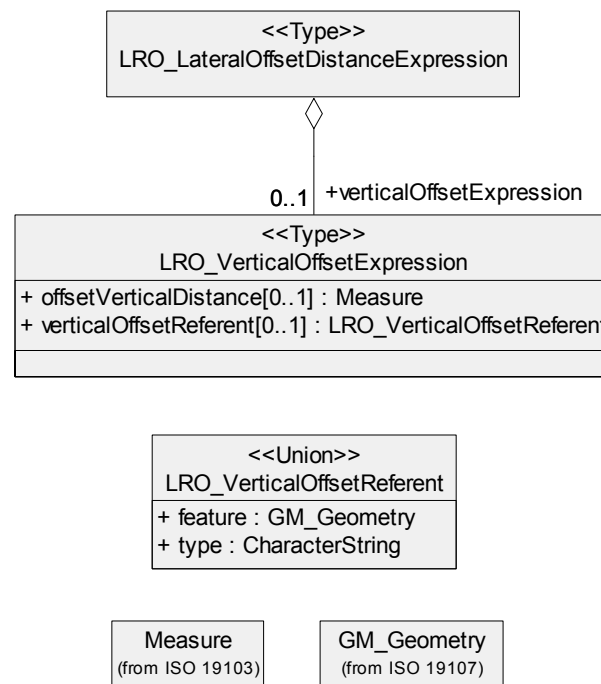 <<Type>>
LRO_LateralOffsetDistanceExpression
0..1 +verticalOffsetExpression
<<Type>>
LRO_VerticalOffsetExpression
+ offsetVerticalDistance[0..1] : Measure
+ verticalOffsetReferent[0..1] : LRO_VerticalOffsetReferent
<<Union>>
LRO_VerticalOffsetReferent
+ feature : GM_Geometry
+ type : CharacterString
Measure
(from ISO 19103)
GM_Geometry
(from ISO 19107)